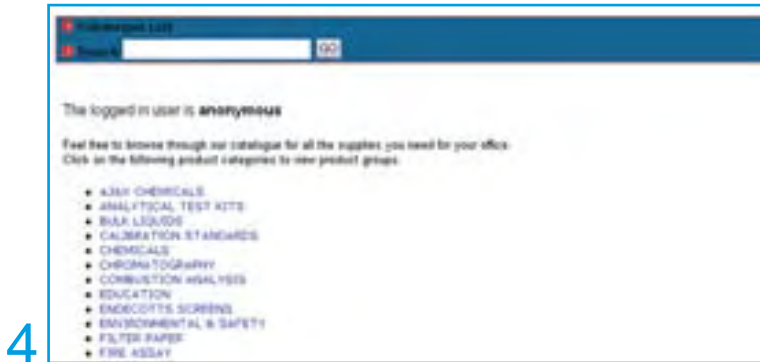 Search GO
The logged in user is anonymous
Feel free to browse through our catalogue for all the supplies you need for your office.
Click on the following product categories to view product groups:
• AJAX CHEMICALS
• ANALYTICAL TEST KITS
• BULK LIQUIDS
• CALIBRATION STANDARDS
• CHEMICALS
• CHROMATOGRAPHY
• COMBUSTION ANALYSIS
• EDUCATION
• ENDECOTTS SCREENS
• ENVIRONMENTAL & SAFETY
• FILTER PAPER
• FIRE ASSAY
4